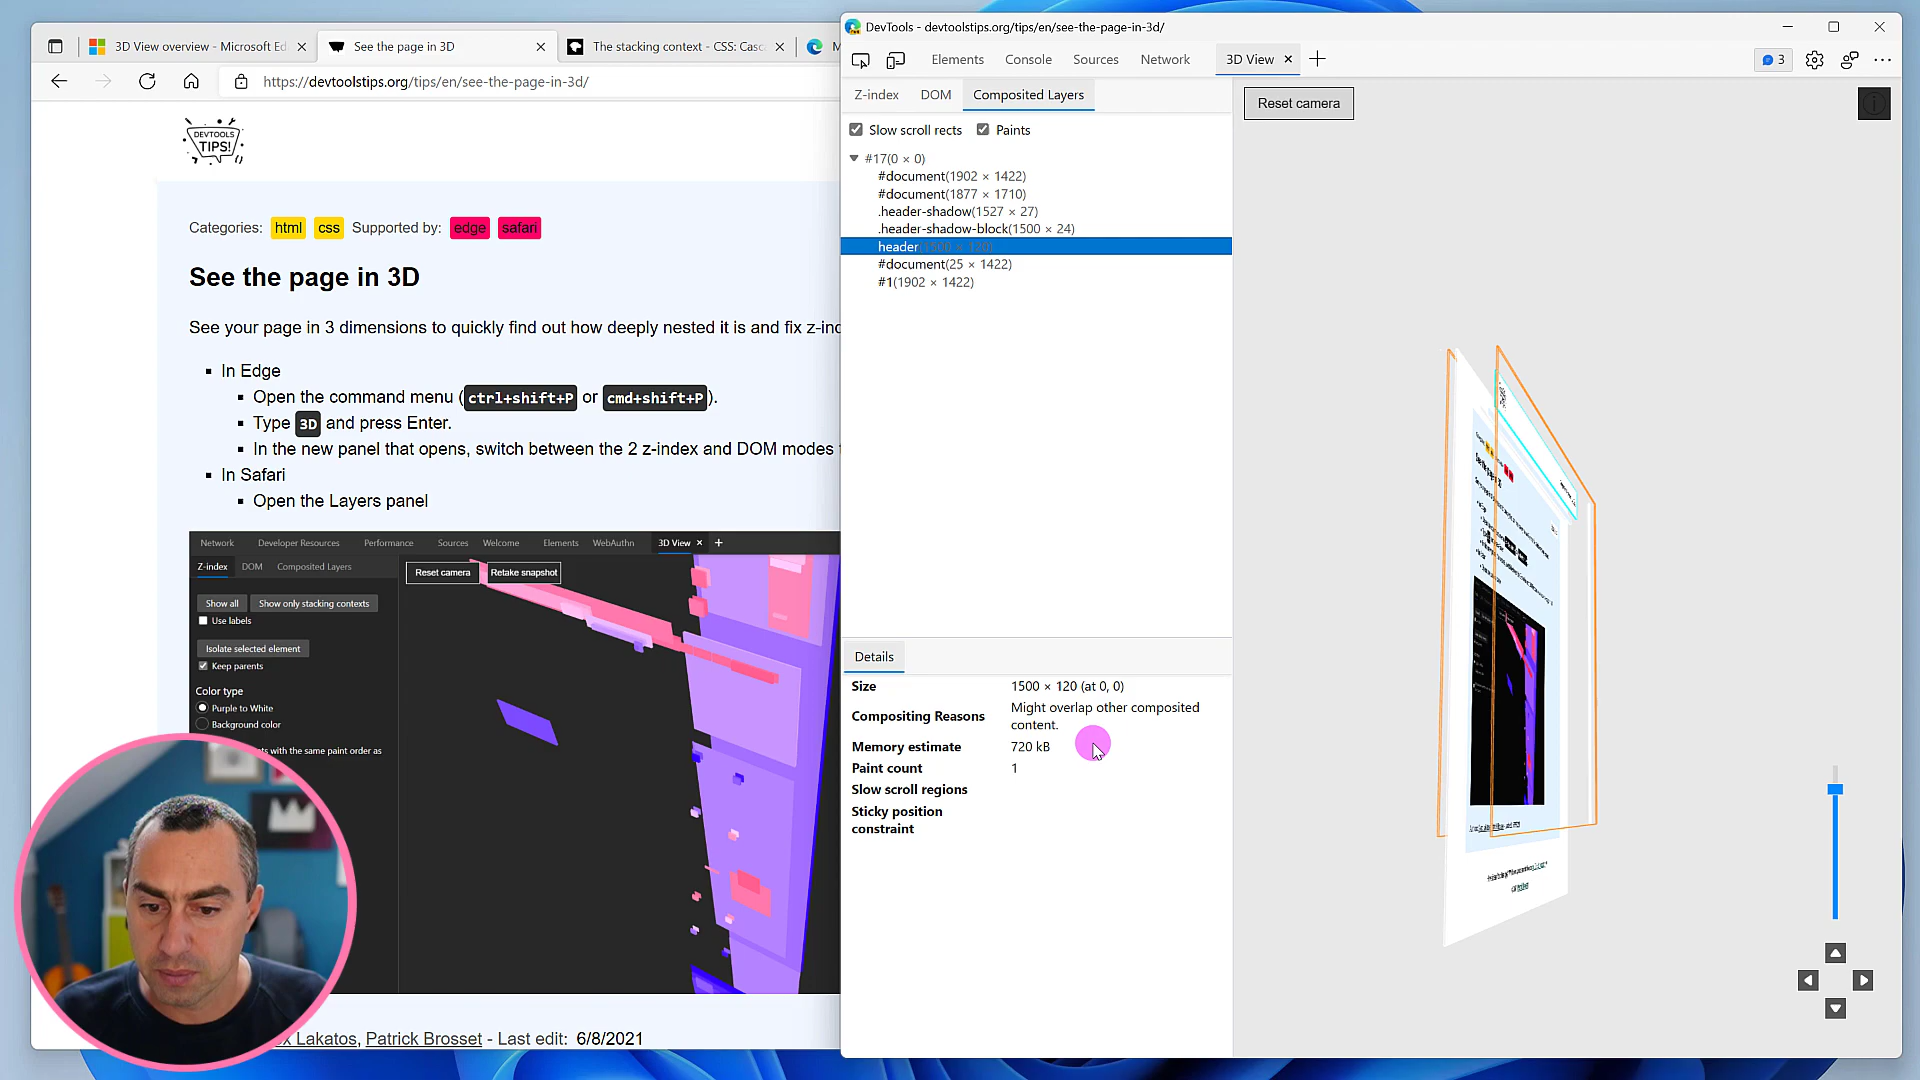 3D View overview - Microsoft Ed
See the page in 3D
The stacking context - CSS: Casca
https://devtoolstips.org/tips/en/see-the-page-in-3d/
DEVTOOLS
TIPS!
Categories: html css Supported by: edge safari
See the page in 3D
See your page in 3 dimensions to quickly find out how deeply nested it is and fix z-ind
In Edge
Open the command menu (ctrl+shift+P or cmd+shift+P).
Type 3D and press Enter.
In the new panel that opens, switch between the 2 z-index and DOM modes
In Safari
Open the Layers panel
Network Developer Resources Performance Sources Welcome Elements WebAuthn 3D View
Z-index DOM Composited Layers
Reset camera Retake snapshot
Show all Show only stacking contexts
Use labels
Isolate selected element
Keep parents
Color type
Purple to White
Background color
with the same paint order as
Lakatos, Patrick Brosset - Last edit: 6/8/2021
DevTools - devtoolstips.org/tips/en/see-the-page-in-3d/
Elements Console Sources Network 3D View
3
Z-index DOM Composited Layers
Reset camera
Slow scroll rects Paints
#17(0 × 0)
#document(1902 × 1422)
#document(1877 × 1710)
.header-shadow(1527 × 27)
.header-shadow-block(1500 × 24)
header(1500 × 120)
#document(25 × 1422)
#1(1902 × 1422)
Details
Size 1500 × 120 (at 0, 0)
Compositing Reasons Might overlap other composited content.
Memory estimate 720 kB
Paint count 1
Slow scroll regions
Sticky position constraint